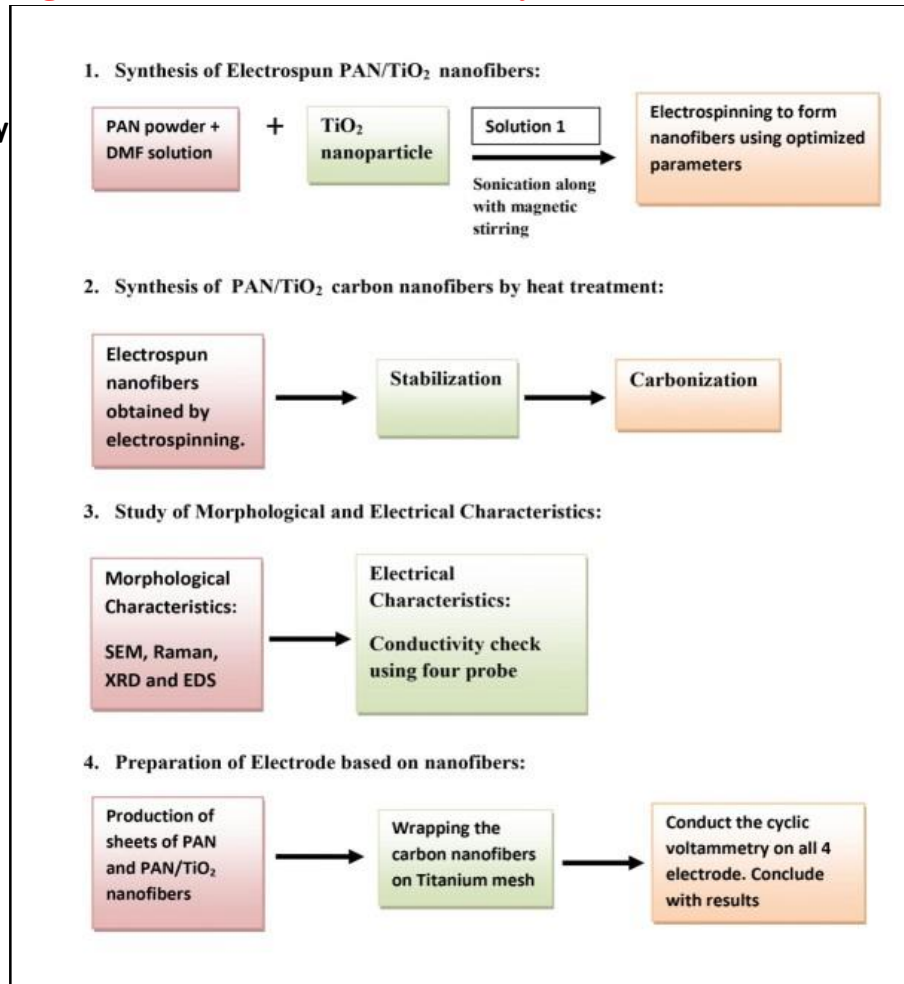 1. Synthesis of Electrospun PAN/TiO₂ nanofibers:
PAN powder +
DMF solution
+
TiO₂
nanoparticle
Solution 1
Sonication along
with magnetic
stirring
Electrospinning to form
nanofibers using optimized
parameters
2. Synthesis of PAN/TiO₂ carbon nanofibers by heat treatment:
Electrospun
nanofibers
obtained by
electrospinning.
Stabilization
Carbonization
3. Study of Morphological and Electrical Characteristics:
Morphological
Characteristics:
SEM, Raman,
XRD and EDS
Electrical
Characteristics:
Conductivity check
using four probe
4. Preparation of Electrode based on nanofibers:
Production of
sheets of PAN
and PAN/TiO₂
nanofibers
Wrapping the
carbon nanofibers
on Titanium mesh
Conduct the cyclic
voltammetry on all 4
electrode. Conclude
with results